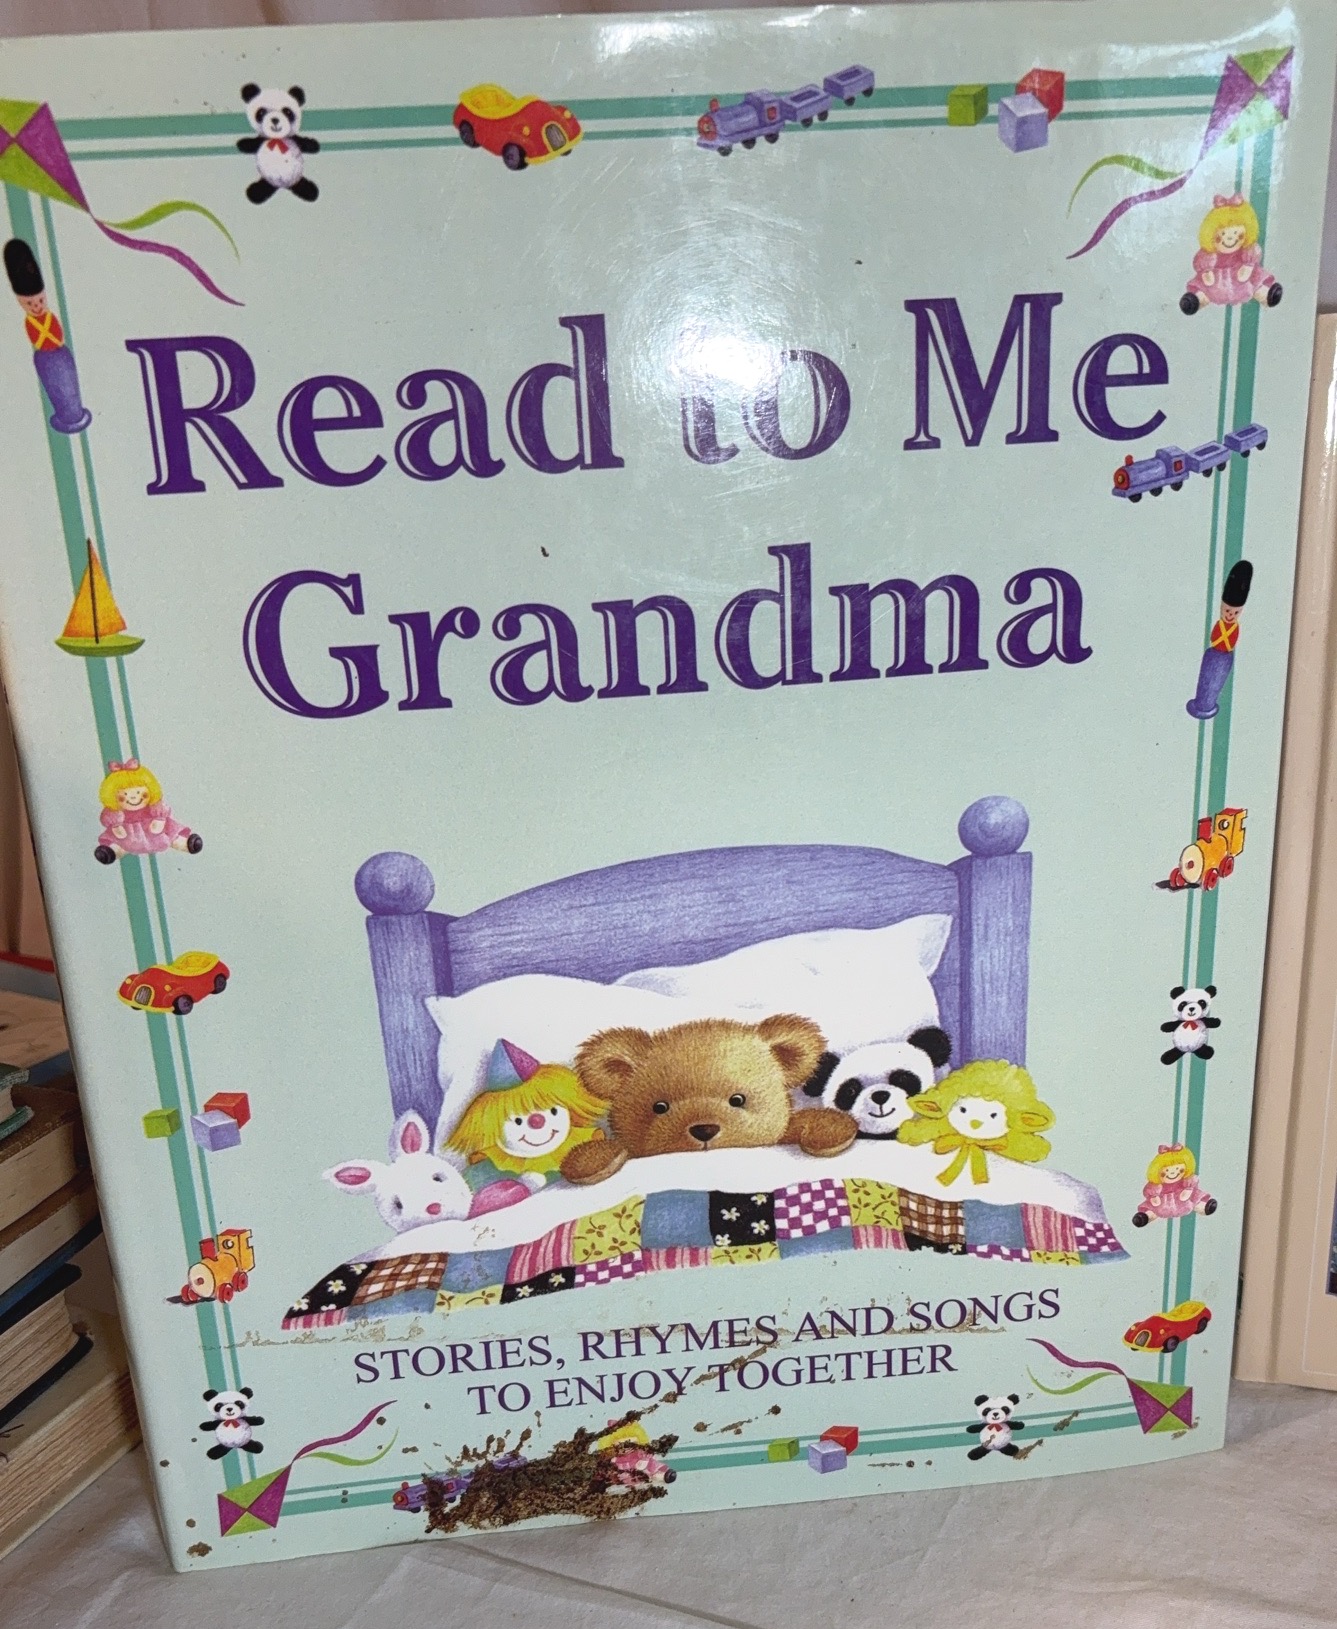 Read to Me
Grandma
STORIES, RHYMES AND SONGS
TO ENJOY TOGETHER